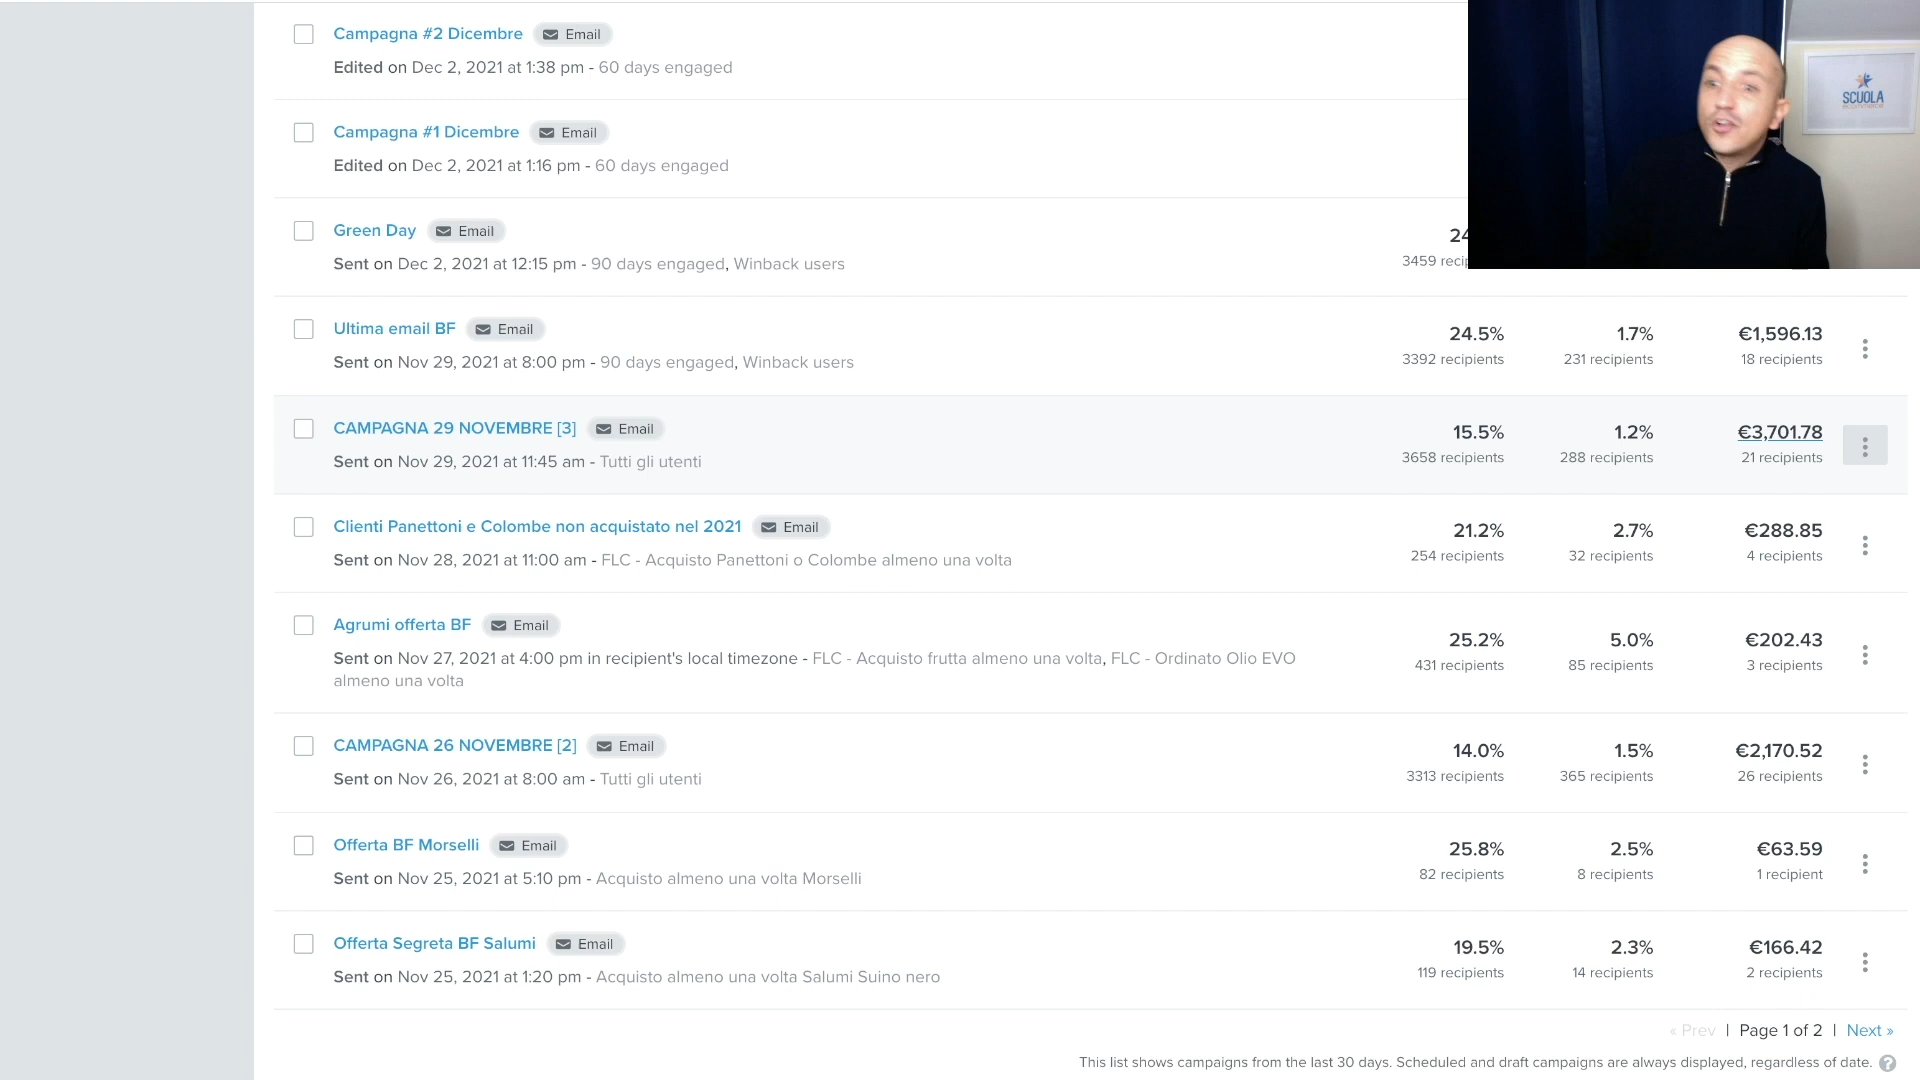 Campagna #2 Dicembre Email
Edited on Dec 2, 2021 at 1:38 pm - 60 days engaged
SCUOLA
Campagna #1 Dicembre Email
Edited on Dec 2, 2021 at 1:16 pm - 60 days engaged
Green Day Email
Sent on Dec 2, 2021 at 12:15 pm - 90 days engaged, Winback users
24
3459 recip
Ultima email BF Email
Sent on Nov 29, 2021 at 8:00 pm - 90 days engaged, Winback users
24.5% 1.7% €1,596.13
3392 recipients 231 recipients 18 recipients
CAMPAGNA 29 NOVEMBRE [3] Email
Sent on Nov 29, 2021 at 11:45 am - Tutti gli utenti
15.5% 1.2% €3,701.78
3658 recipients 288 recipients 21 recipients
Clienti Panettoni e Colombe non acquistato nel 2021 Email
Sent on Nov 28, 2021 at 11:00 am - FLC - Acquisto Panettoni o Colombe almeno una volta
21.2% 2.7% €288.85
254 recipients 32 recipients 4 recipients
Agrumi offerta BF Email
Sent on Nov 27, 2021 at 4:00 pm in recipient's local timezone - FLC - Acquisto frutta almeno una volta, FLC - Ordinato Olio EVO
almeno una volta
25.2% 5.0% €202.43
431 recipients 85 recipients 3 recipients
CAMPAGNA 26 NOVEMBRE [2] Email
Sent on Nov 26, 2021 at 8:00 am - Tutti gli utenti
14.0% 1.5% €2,170.52
3313 recipients 365 recipients 26 recipients
Offerta BF Morselli Email
Sent on Nov 25, 2021 at 5:10 pm - Acquisto almeno una volta Morselli
25.8% 2.5% €63.59
82 recipients 8 recipients 1 recipient
Offerta Segreta BF Salumi Email
Sent on Nov 25, 2021 at 1:20 pm - Acquisto almeno una volta Salumi Suino nero
19.5% 2.3% €166.42
119 recipients 14 recipients 2 recipients
« Prev | Page 1 of 2 | Next »
This list shows campaigns from the last 30 days. Scheduled and draft campaigns are always displayed, regardless of date. ?